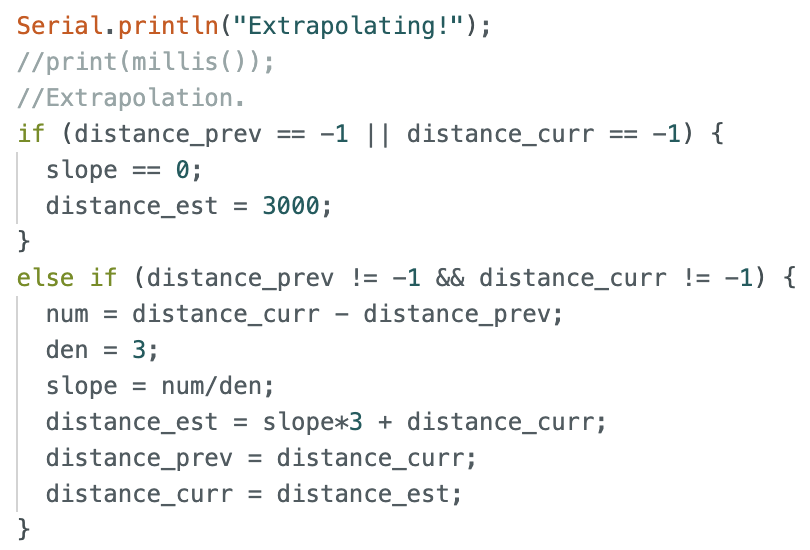 Serial.println("Extrapolating!");
//print(millis());
//Extrapolation.
if (distance_prev == -1 || distance_curr == -1) {
slope == 0;
distance_est = 3000;
}
else if (distance_prev != -1 && distance_curr != -1) {
num = distance_curr - distance_prev;
den = 3;
slope = num/den;
distance_est = slope*3 + distance_curr;
distance_prev = distance_curr;
distance_curr = distance_est;
}